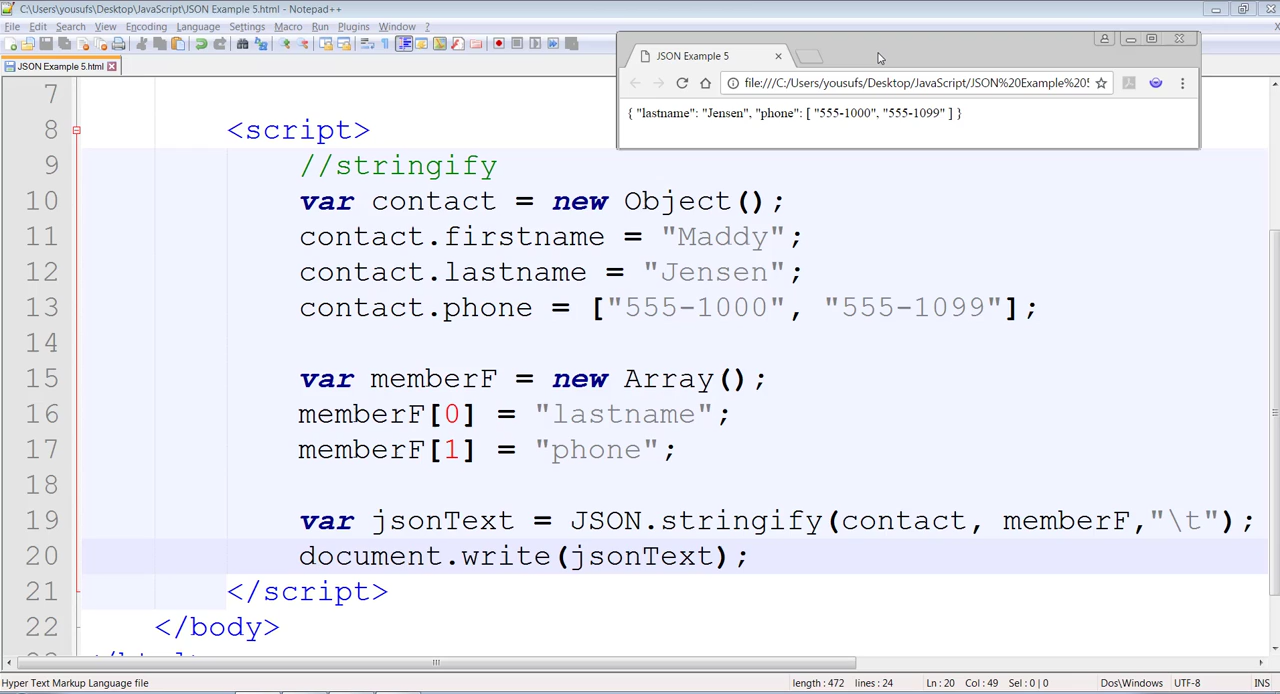 C:\Users\yousufs\Desktop\JavaScript\JSON Example 5.html - Notepad++
File Edit Search View Encoding Language Settings Macro Run Plugins Window ?
JSON Example 5.html
JSON Example 5
file:///C:/Users/yousufs/Desktop/JavaScript/JSON%20Example%205
{ "lastname": "Jensen", "phone": [ "555-1000", "555-1099" ] }
7
8 <script>
9 //stringify
10 var contact = new Object();
11 contact.firstname = "Maddy";
12 contact.lastname = "Jensen";
13 contact.phone = ["555-1000", "555-1099"];
14
15 var memberF = new Array();
16 memberF[0] = "lastname";
17 memberF[1] = "phone";
18
19 var jsonText = JSON.stringify(contact, memberF,"\t");
20 document.write(jsonText);
21 </script>
22 </body>
Hyper Text Markup Language file length : 472 lines : 24 Ln : 20 Col : 49 Sel : 0 | 0 Dos\Windows UTF-8 INS